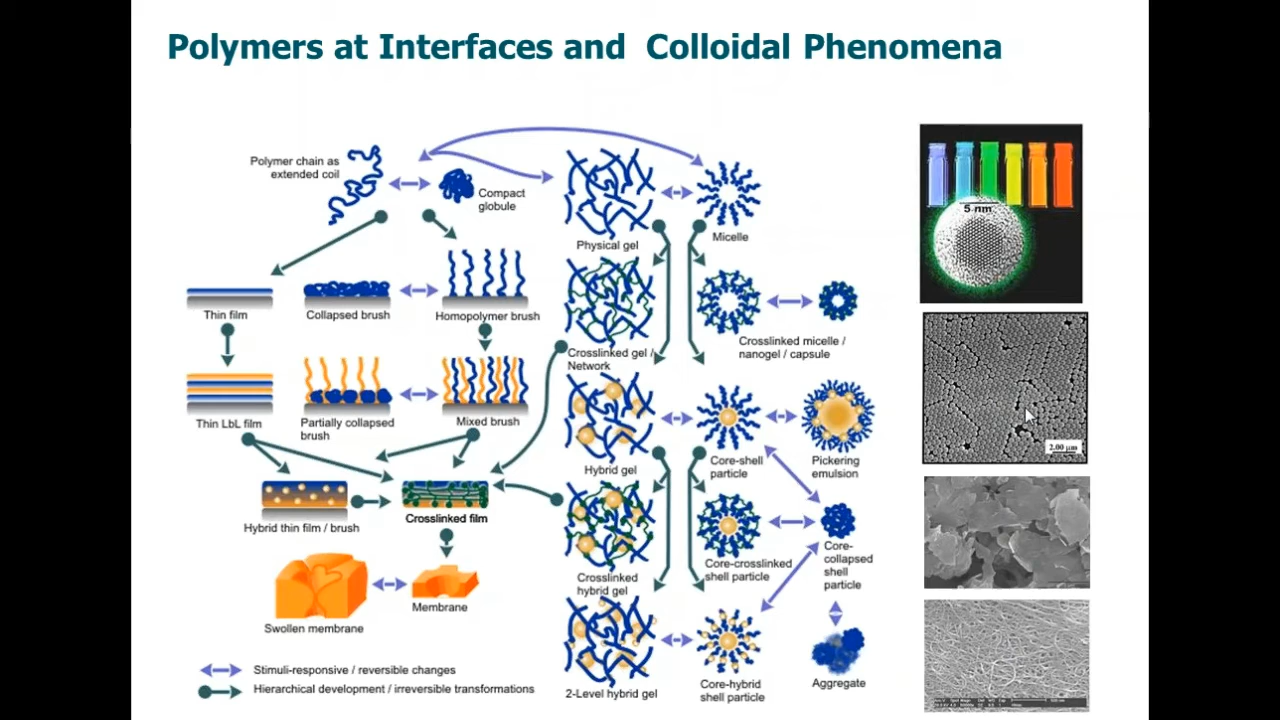 Polymers at Interfaces and Colloidal Phenomena
Polymer chain as
extended coil
Compact
globule
Physical gel
Micelle
5 nm
Thin film
Collapsed brush
Homopolymer brush
Crosslinked gel /
Network
Crosslinked micelle /
nanogel / capsule
Thin LbL film
Partially collapsed
brush
Mixed brush
Hybrid gel
Core-shell
particle
Pickering
emulsion
2.00 μm
Hybrid thin film / brush
Crosslinked film
Crosslinked
hybrid gel
Core-crosslinked
shell particle
Core-
collapsed
shell
particle
Swollen membrane
Membrane
2-Level hybrid gel
Core-hybrid
shell particle
Aggregate
Stimuli-responsive / reversible changes
Hierarchical development / irreversible transformations